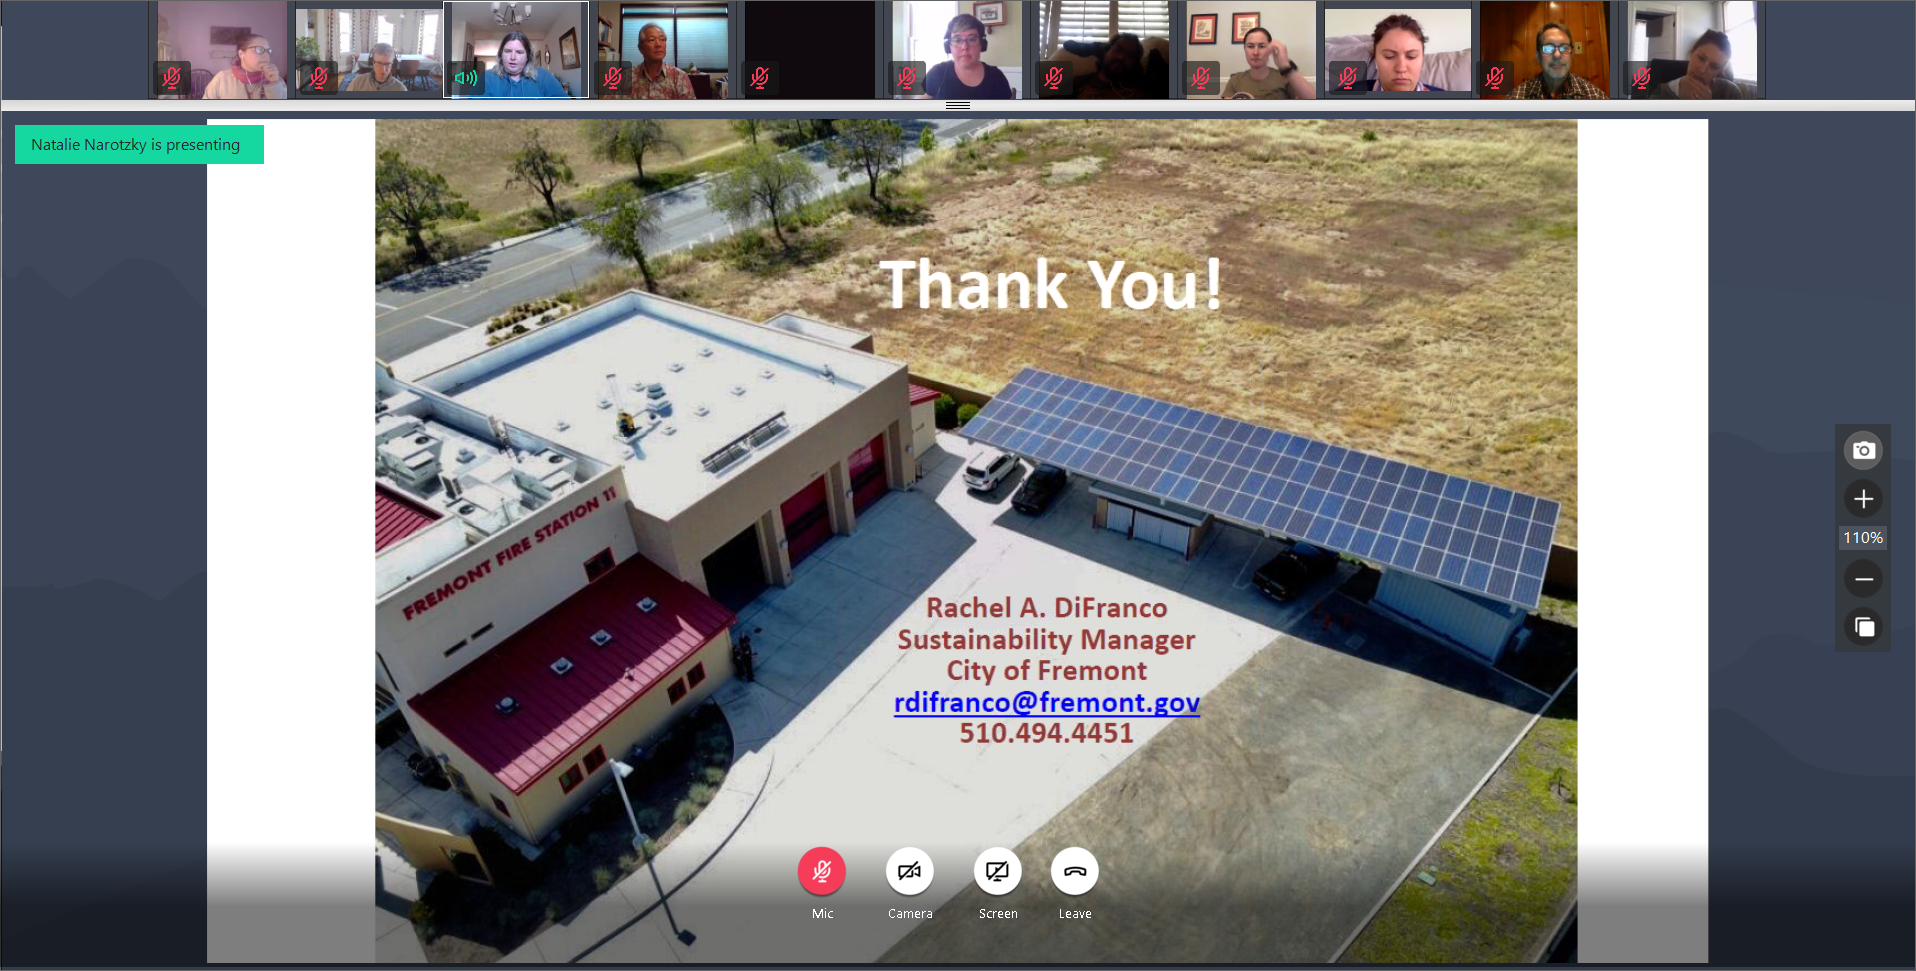 Natalie Narotzky is presenting
Thank You!
FREMONT FIRE STATION 11
Rachel A. DiFranco
Sustainability Manager
City of Fremont
rdifranco@fremont.gov
510.494.4451
110%
Mic
Camera
Screen
Leave